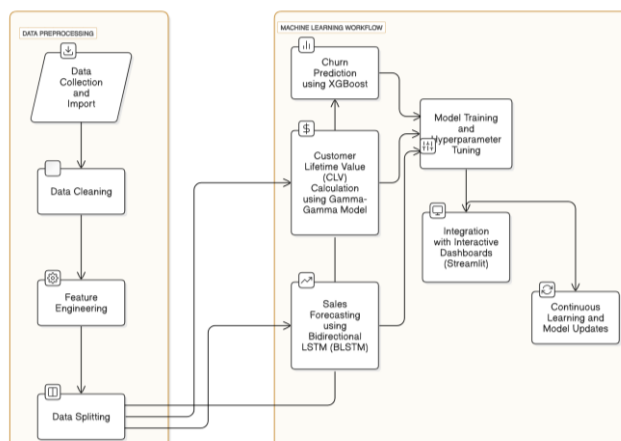 DATA PREPROCESSING
Data
Collection
and
Import
Data Cleaning
Feature
Engineering
Data Splitting
MACHINE LEARNING WORKFLOW
Churn
Prediction
using XGBoost
Customer
Lifetime Value
(CLV)
Calculation
using Gamma-
Gamma Model
Sales
Forecasting
using
Bidirectional
LSTM (BLSTM)
Model Training
and
Hyperparameter
Tuning
Integration
with Interactive
Dashboards
(Streamlit)
Continuous
Learning and
Model Updates